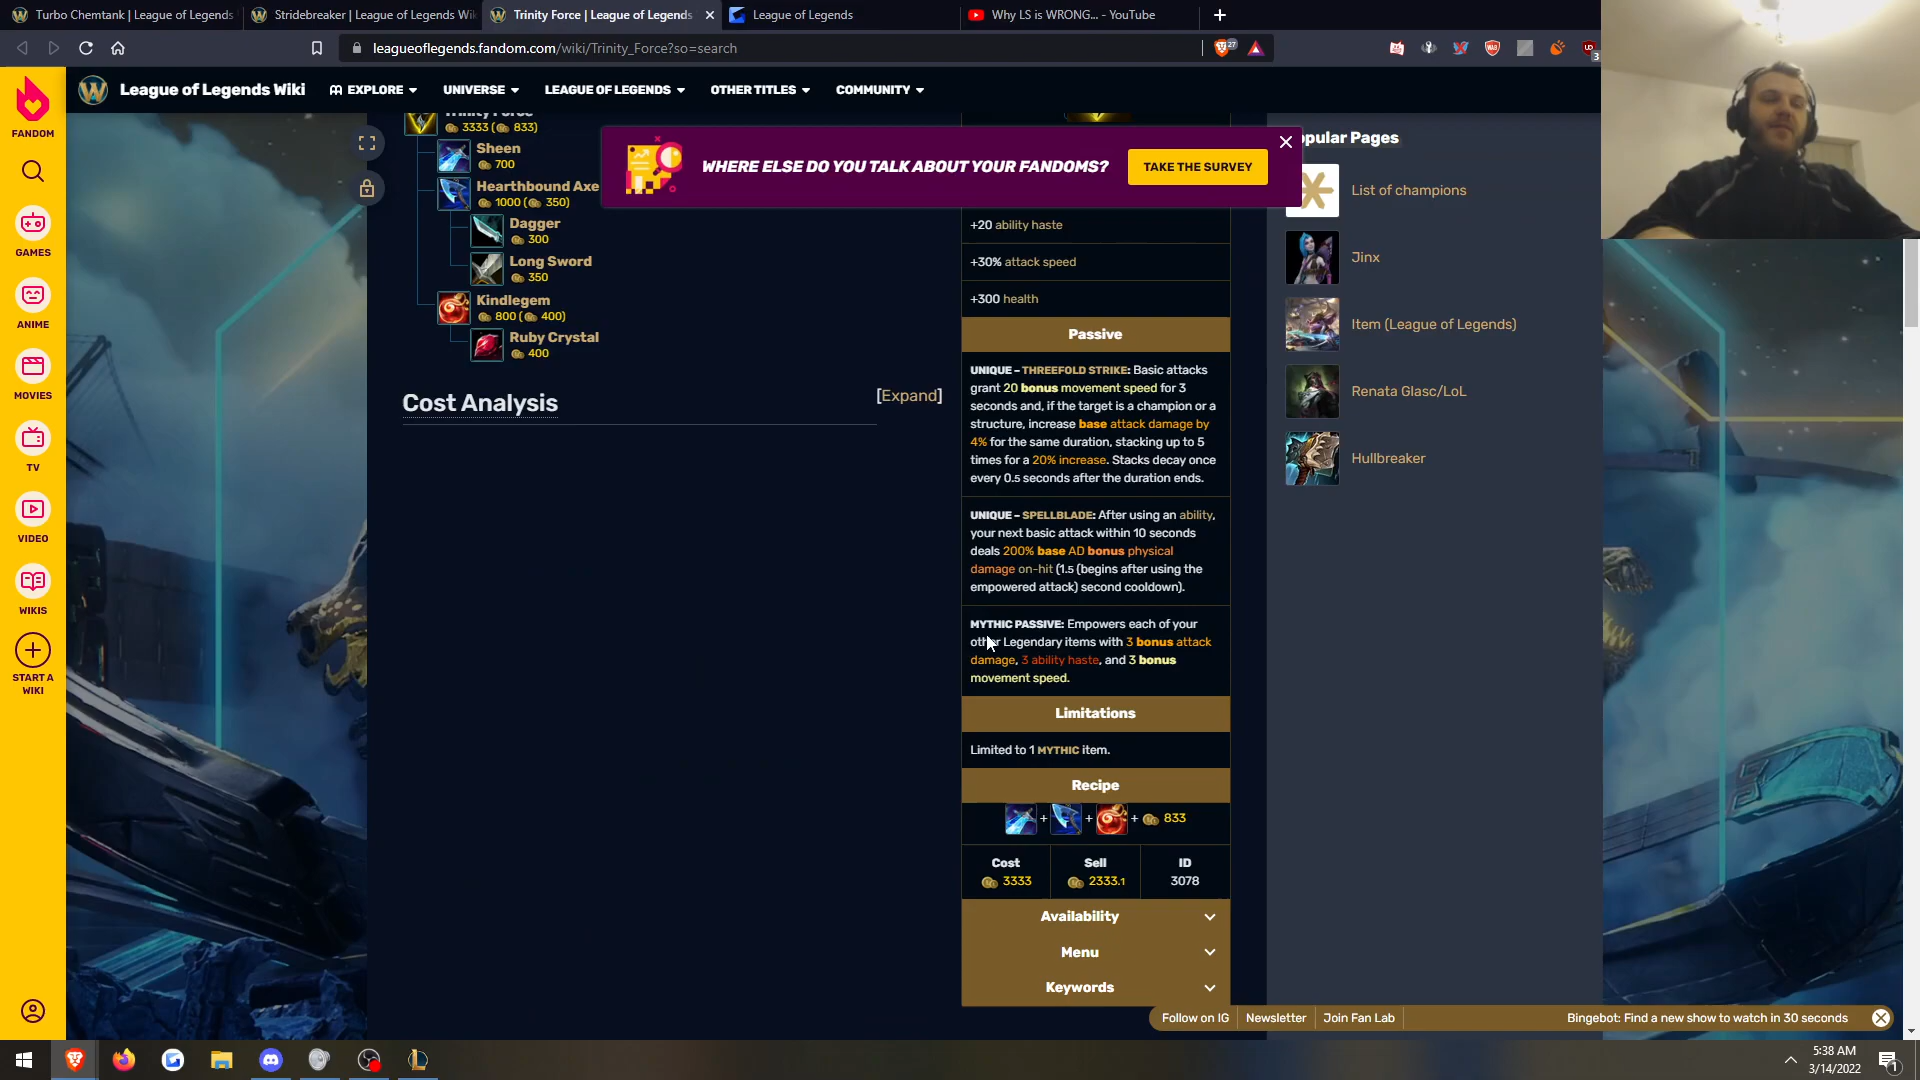 Turbo Chemtank | League of Legends
Stridebreaker | League of Legends Wi
Trinity Force | League of Legends
League of Legends
Why LS is WRONG... - YouTube
leagueoflegends.fandom.com/wiki/Trinity_Force?so=search
27
3
FANDOM
GAMES
ANIME
MOVIES
TV
VIDEO
WIKIS
START A
WIKI
League of Legends Wiki
EXPLORE
UNIVERSE
LEAGUE OF LEGENDS
OTHER TITLES
COMMUNITY
Trinity Force
3333 ( 833)
Sheen
700
Hearthbound Axe
1000 ( 350)
Dagger
300
Long Sword
350
Kindlegem
800 ( 400)
Ruby Crystal
400
Cost Analysis
[Expand]
WHERE ELSE DO YOU TALK ABOUT YOUR FANDOMS?
TAKE THE SURVEY
+20 ability haste
+30% attack speed
+300 health
Passive
UNIQUE – THREEFOLD STRIKE: Basic attacks
grant 20 bonus movement speed for 3
seconds and, if the target is a champion or a
structure, increase base attack damage by
4% for the same duration, stacking up to 5
times for a 20% increase. Stacks decay once
every 0.5 seconds after the duration ends.
UNIQUE – SPELLBLADE: After using an ability,
your next basic attack within 10 seconds
deals 200% base AD bonus physical
damage on-hit (1.5 (begins after using the
empowered attack) second cooldown).
MYTHIC PASSIVE: Empowers each of your
other Legendary items with 3 bonus attack
damage, 3 ability haste, and 3 bonus
movement speed.
Limitations
Limited to 1 MYTHIC item.
Recipe
+ + + 833
Cost
3333
Sell
2333.1
ID
3078
Availability
Menu
Keywords
opular Pages
List of champions
Jinx
Item (League of Legends)
Renata Glasc/LoL
Hullbreaker
Follow on IG
Newsletter
Join Fan Lab
Bingebot: Find a new show to watch in 30 seconds
5:38 AM
3/14/2022
1